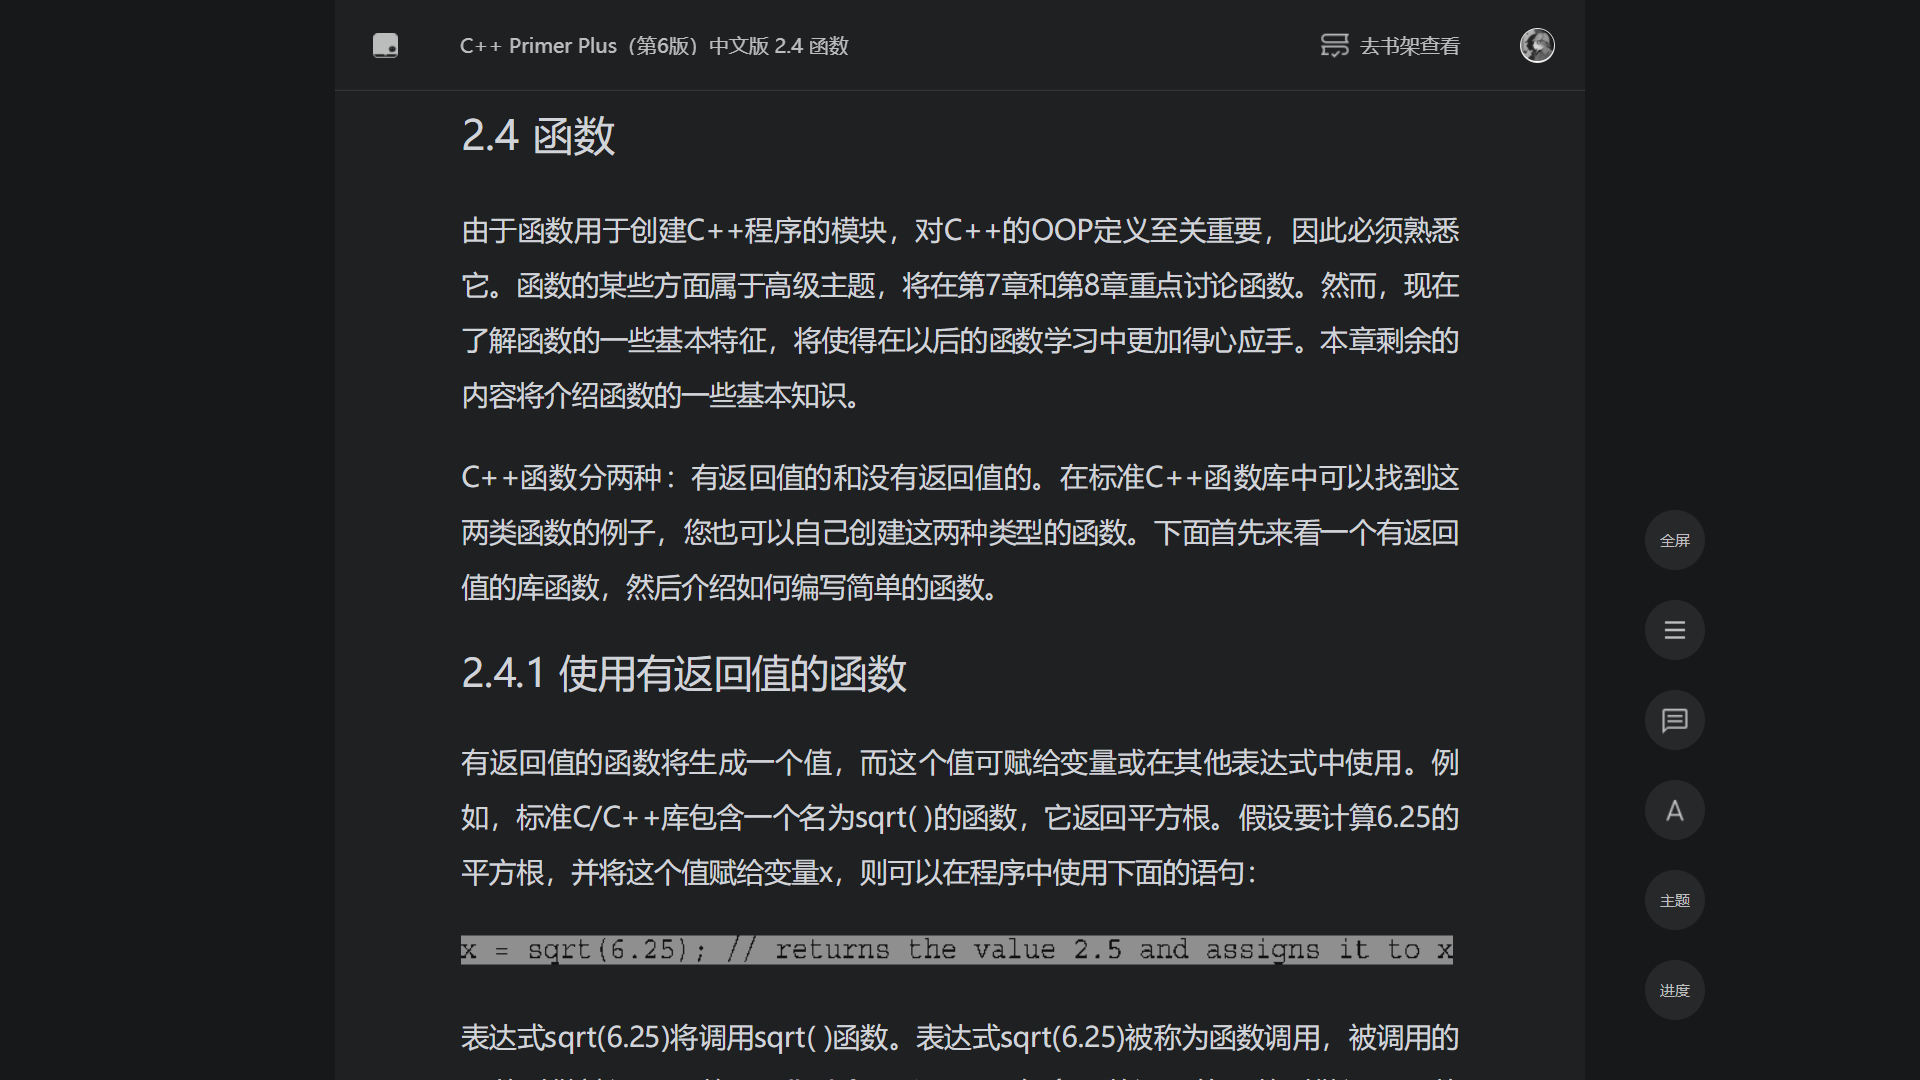 C++ Primer Plus（第6版）中文版 2.4 函数
去书架查看
2.4 函数
由于函数用于创建C++程序的模块，对C++的OOP定义至关重要，因此必须熟悉
它。函数的某些方面属于高级主题，将在第7章和第8章重点讨论函数。然而，现在
了解函数的一些基本特征，将使得在以后的函数学习中更加得心应手。本章剩余的
内容将介绍函数的一些基本知识。
C++函数分两种：有返回值的和没有返回值的。在标准C++函数库中可以找到这
两类函数的例子，您也可以自己创建这两种类型的函数。下面首先来看一个有返回
值的库函数，然后介绍如何编写简单的函数。
2.4.1 使用有返回值的函数
有返回值的函数将生成一个值，而这个值可赋给变量或在其他表达式中使用。例
如，标准C/C++库包含一个名为sqrt( )的函数，它返回平方根。假设要计算6.25的
平方根，并将这个值赋给变量x，则可以在程序中使用下面的语句：
x = sqrt(6.25); // returns the value 2.5 and assigns it to x
表达式sqrt(6.25)将调用sqrt( )函数。表达式sqrt(6.25)被称为函数调用，被调用的
全屏
A
主题
进度